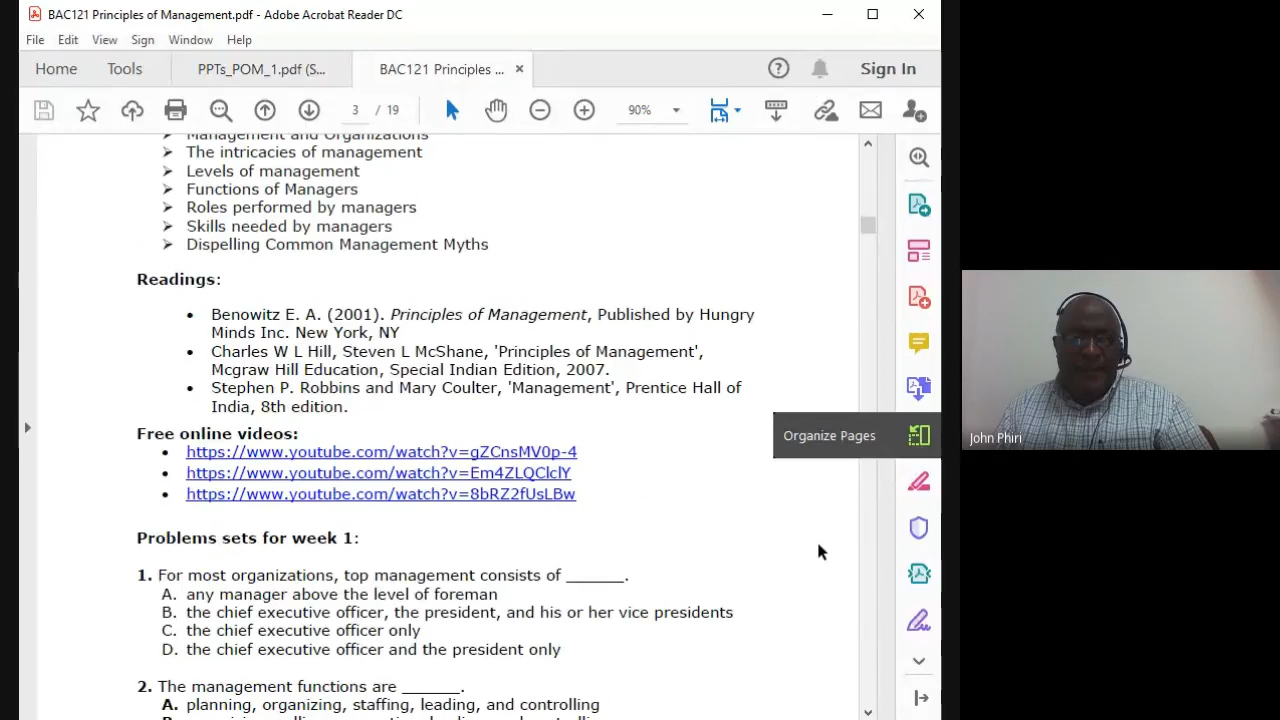 BAC121 Principles of Management.pdf - Adobe Acrobat Reader DC
File Edit View Sign Window Help
Home Tools PPTs_POM_1.pdf (S... BAC121 Principles ... × Sign In
3 / 19 90%
Management and Organizations
➤ The intricacies of management
➤ Levels of management
➤ Functions of Managers
➤ Roles performed by managers
➤ Skills needed by managers
➤ Dispelling Common Management Myths
Readings:
• Benowitz E. A. (2001). Principles of Management, Published by Hungry
Minds Inc. New York, NY
• Charles W L Hill, Steven L McShane, 'Principles of Management',
Mcgraw Hill Education, Special Indian Edition, 2007.
• Stephen P. Robbins and Mary Coulter, 'Management', Prentice Hall of
India, 8th edition.
Organize Pages
John Phiri
Free online videos:
• https://www.youtube.com/watch?v=gZCnsMV0p-4
• https://www.youtube.com/watch?v=Em4ZLQClclY
• https://www.youtube.com/watch?v=8bRZ2fUsLBw
Problems sets for week 1:
1. For most organizations, top management consists of ______.
A. any manager above the level of foreman
B. the chief executive officer, the president, and his or her vice presidents
C. the chief executive officer only
D. the chief executive officer and the president only
2. The management functions are ______.
A. planning, organizing, staffing, leading, and controlling